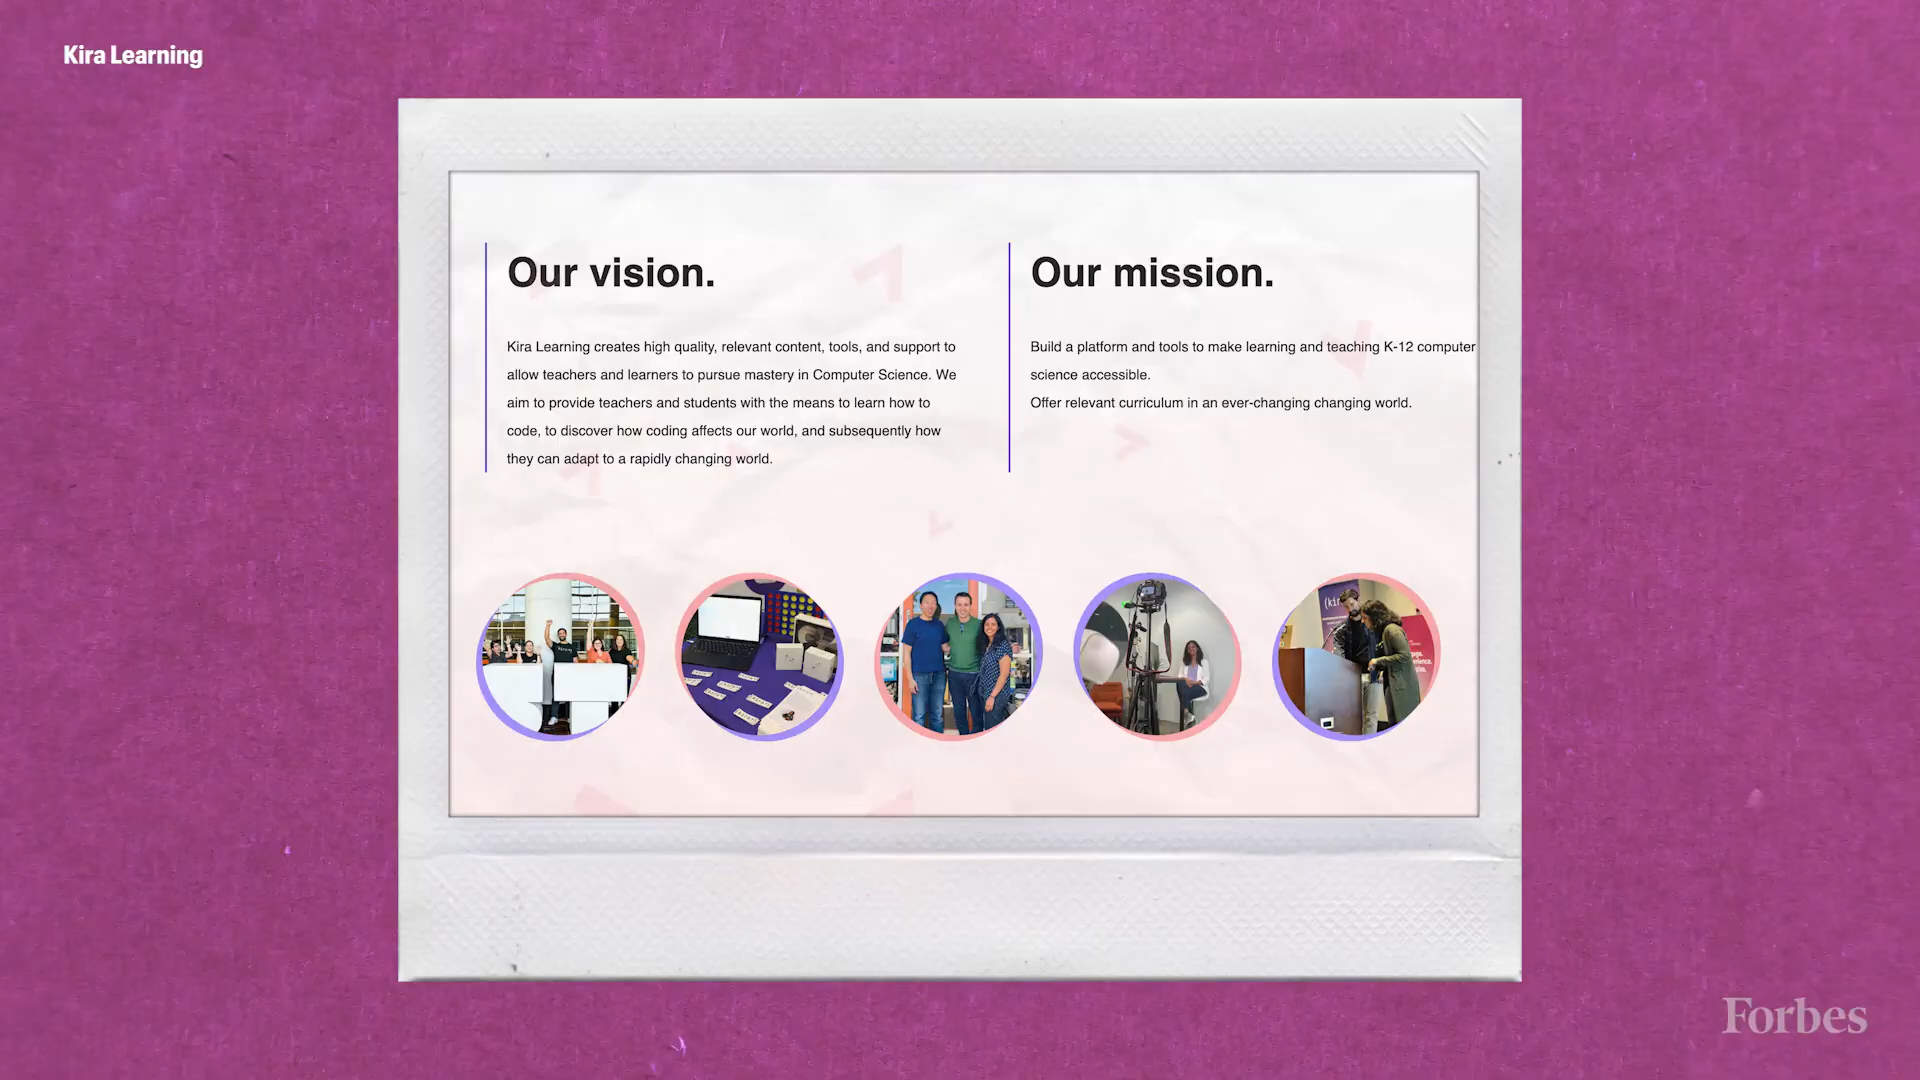 Kira Learning
Our vision.
Kira Learning creates high quality, relevant content, tools, and support to
allow teachers and learners to pursue mastery in Computer Science. We
aim to provide teachers and students with the means to learn how to
code, to discover how coding affects our world, and subsequently how
they can adapt to a rapidly changing world.
Our mission.
Build a platform and tools to make learning and teaching K-12 computer
science accessible.
Offer relevant curriculum in an ever-changing changing world.
Forbes